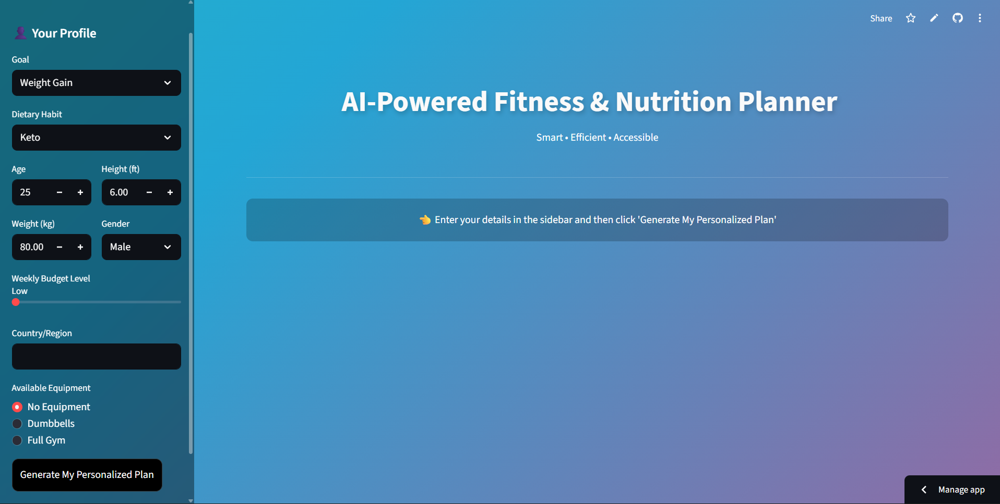 Your Profile
Goal
Weight Gain
Dietary Habit
Keto
Age
Height (ft)
25
6.00
Weight (kg)
Gender
80.00
Male
Weekly Budget Level
Low
Country/Region
Available Equipment
No Equipment
Dumbbells
Full Gym
Generate My Personalized Plan
Share
AI-Powered Fitness & Nutrition Planner
Smart • Efficient • Accessible
Enter your details in the sidebar and then click 'Generate My Personalized Plan'
Manage app